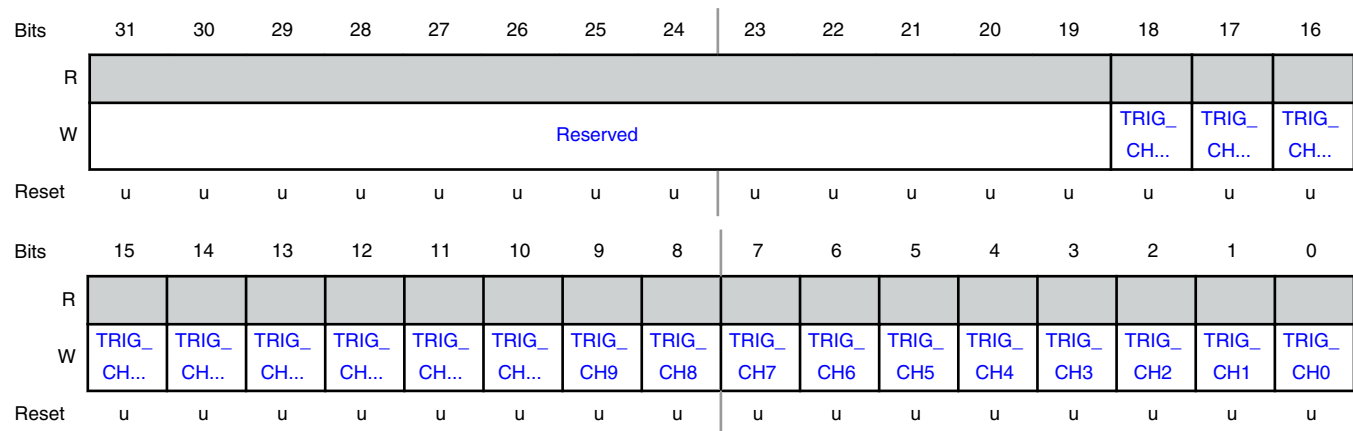 Bits 31 30 29 28 27 26 25 24 23 22 21 20 19 18 17 16
R
W Reserved TRIG_ CH... TRIG_ CH... TRIG_ CH...
Reset u u u u u u u u u u u u u u u u
Bits 15 14 13 12 11 10 9 8 7 6 5 4 3 2 1 0
R
W TRIG_ CH... TRIG_ CH... TRIG_ CH... TRIG_ CH... TRIG_ CH... TRIG_ CH... TRIG_ CH9 TRIG_ CH8 TRIG_ CH7 TRIG_ CH6 TRIG_ CH5 TRIG_ CH4 TRIG_ CH3 TRIG_ CH2 TRIG_ CH1 TRIG_ CH0
Reset u u u u u u u u u u u u u u u u